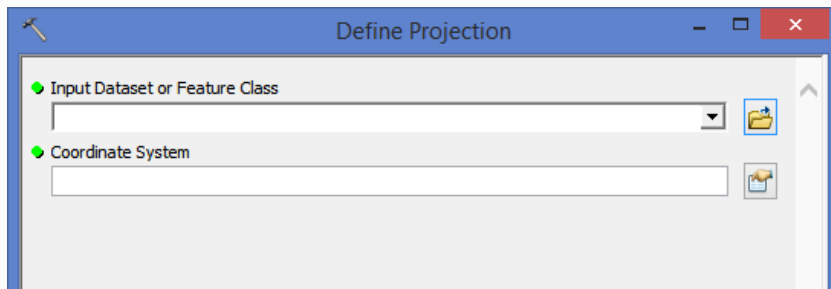 Define Projection
Input Dataset or Feature Class
Coordinate System